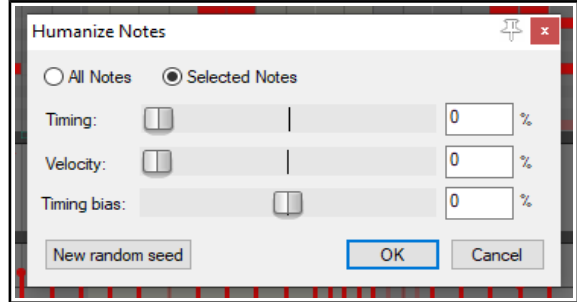 Humanize Notes
All Notes Selected Notes
Timing: 0 %
Velocity: 0 %
Timing bias: 0 %
New random seed OK Cancel